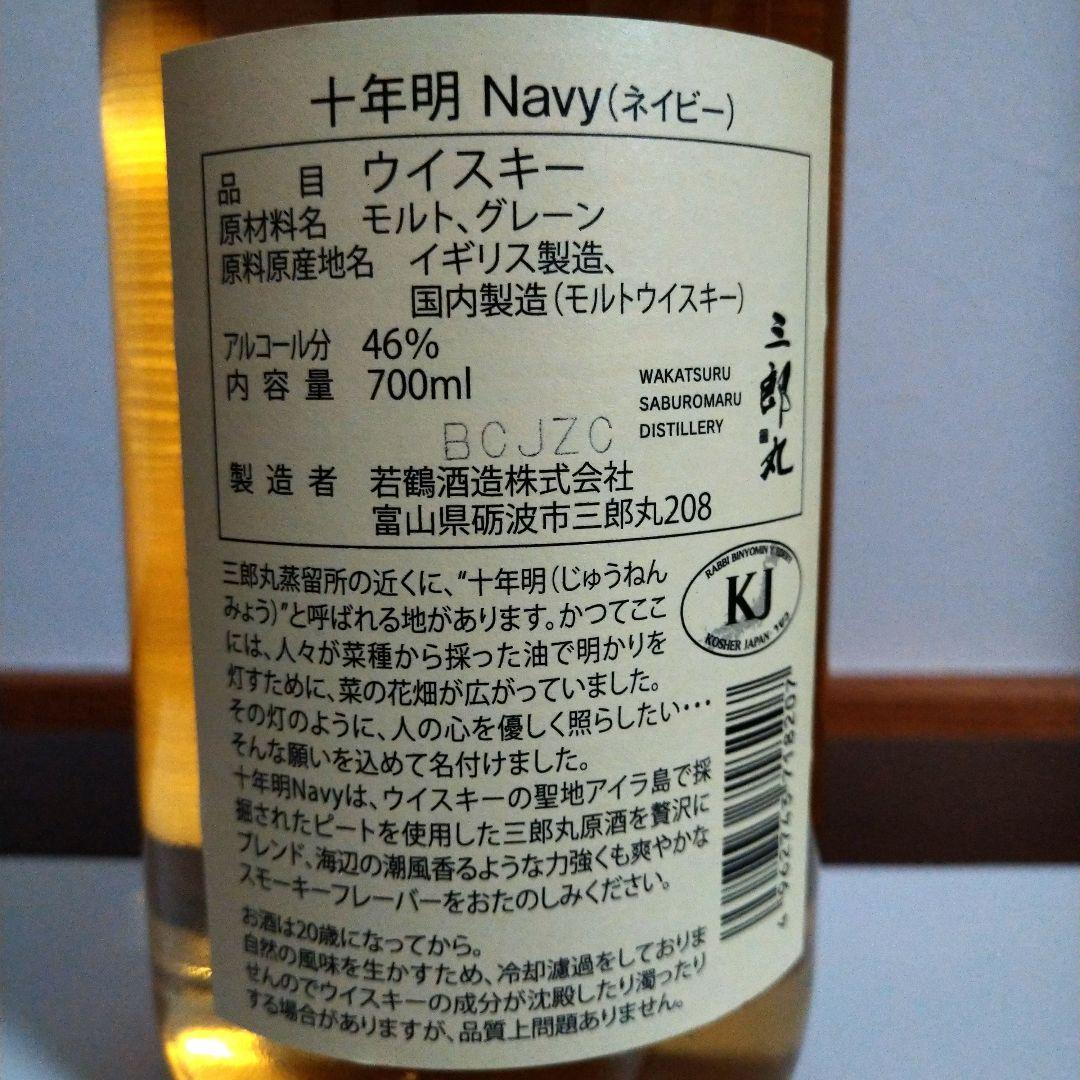 十年明 Navy(ネイビー)
品目 ウイスキー
原材料名 モルト、グレーン
原料原産地名 イギリス製造、
国内製造(モルトウイスキー)
アルコール分 46%
内容量 700ml
WAKATSURU
SABUROMARU
DISTILLERY
三郎丸
BCJZC
製造者 若鶴酒造株式会社
富山県砺波市三郎丸208
三郎丸蒸留所の近くに、“十年明(じゅうねん
みょう)”と呼ばれる地があります。かつてここ
には、人々が菜種から採った油で明かりを
灯すために、菜の花畑が広がっていました。
その灯のように、人の心を優しく照らしたい・・・
そんな願いを込めて名付けました。
十年明Navyは、ウイスキーの聖地アイラ島で採
掘されたピートを使用した三郎丸原酒を贅沢に
ブレンド、海辺の潮風香るような力強くも爽やかな
スモーキーフレーバーをおたのしみください。
お酒は20歳になってから。
自然の風味を生かすため、冷却濾過をしておりま
せんのでウイスキーの成分が沈殿したり濁ったり
する場合がありますが、品質上問題ありません。
RABBI BINYOMIN
KJ
KOSHER JAPAN